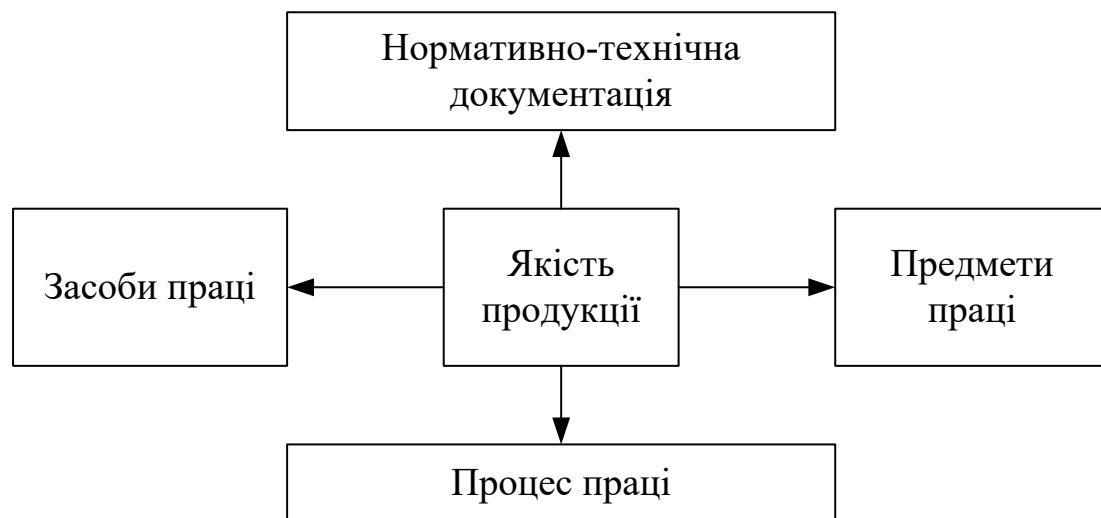 Нормативно-технічна
документація
Засоби праці
Якість
продукції
Предмети
праці
Процес праці